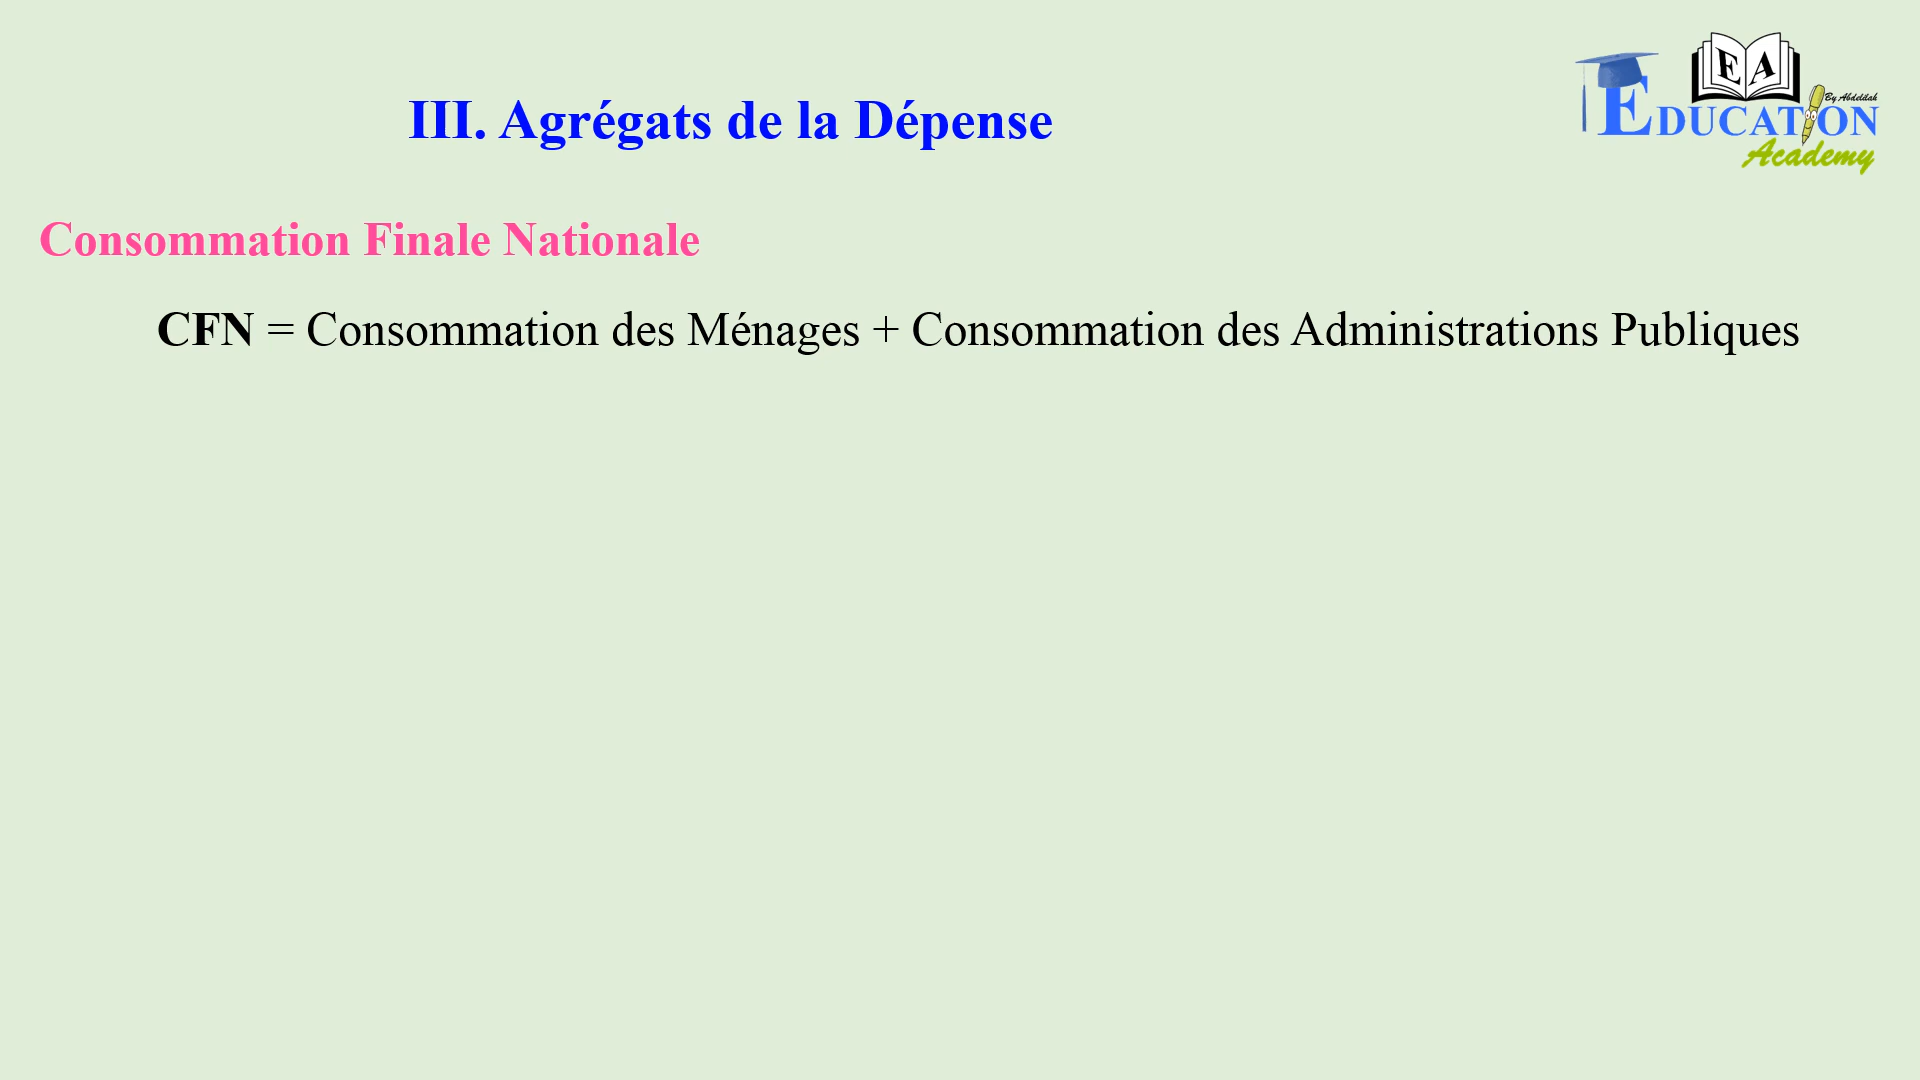 EA
By Abdelilah
EDUCATION
Academy
III. Agrégats de la Dépense
Consommation Finale Nationale
CFN = Consommation des Ménages + Consommation des Administrations Publiques